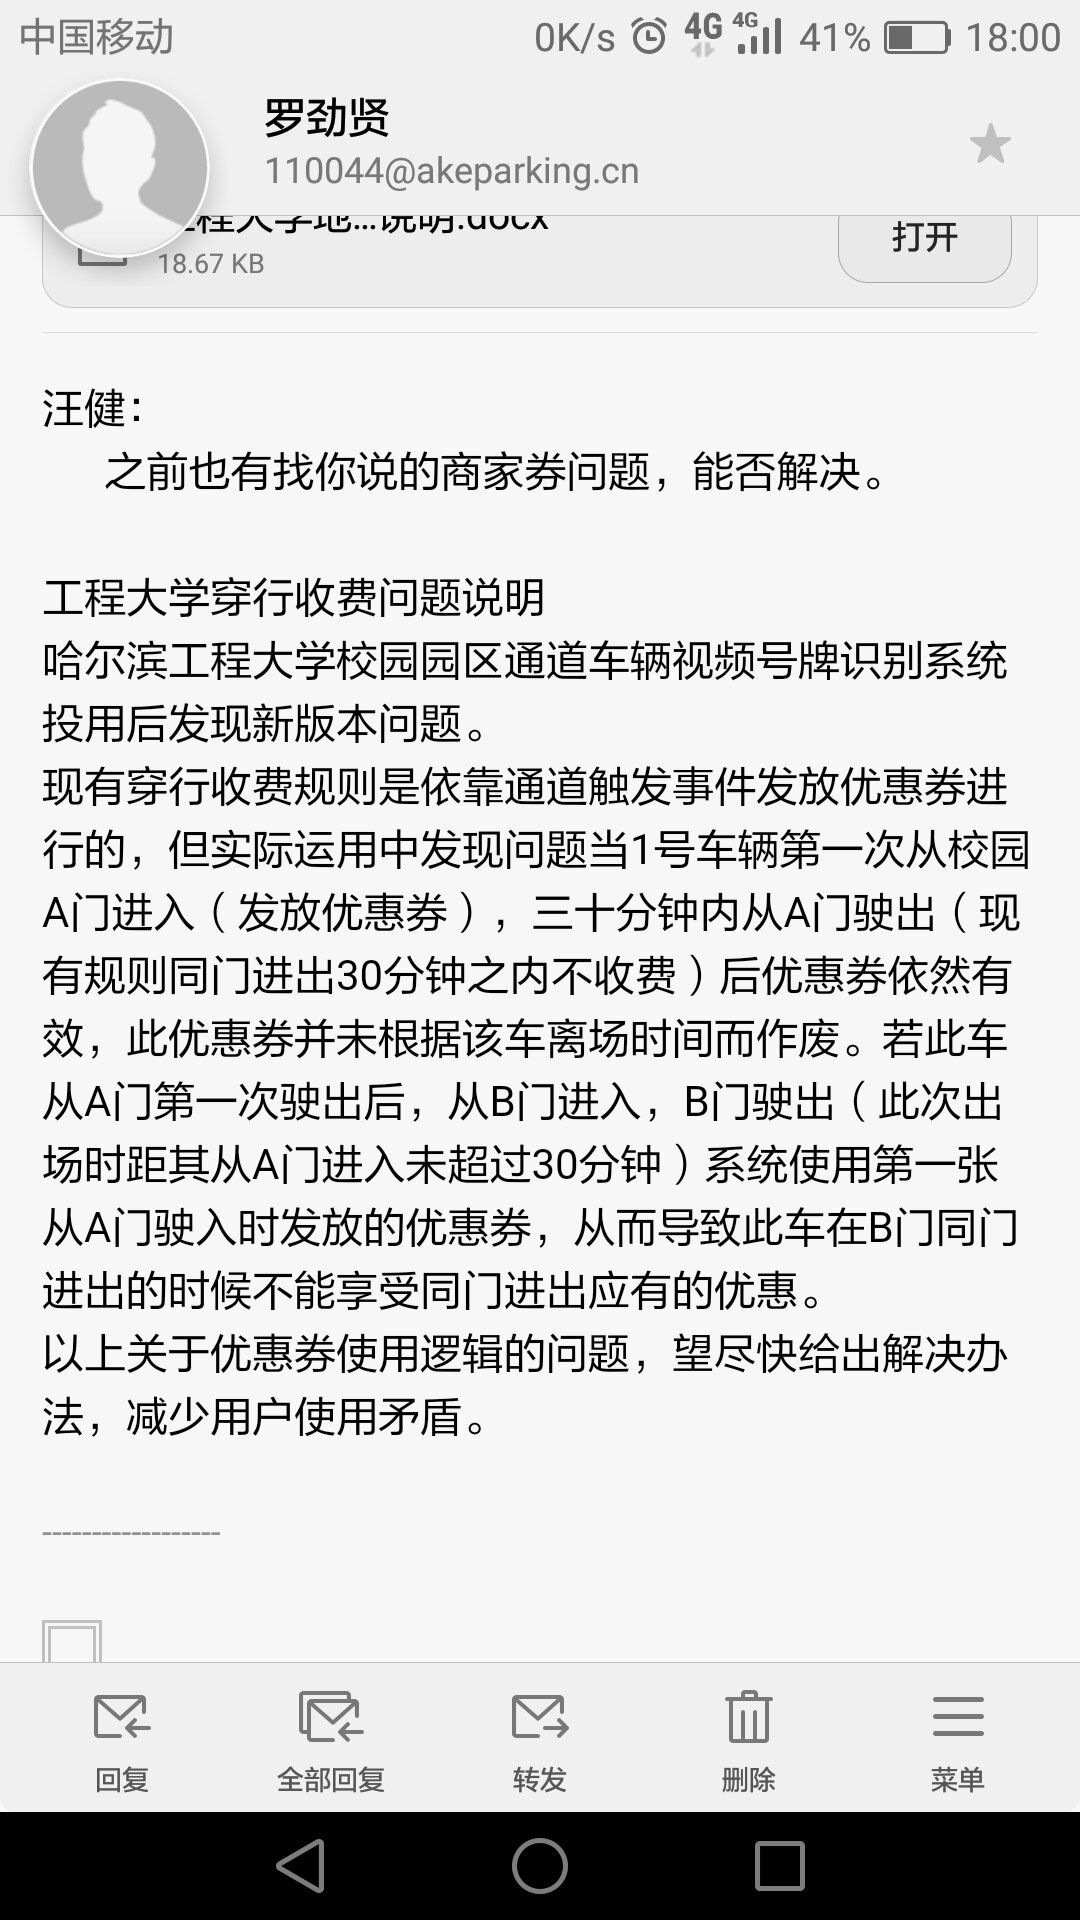 中国移动
0K/s 4G 4G 41% 18:00
罗劲贤
110044@akeparking.cn
工程大学地...说明.docx
打开
18.67 KB
汪健：
之前也有找你说的商家券问题，能否解决。
工程大学穿行收费问题说明
哈尔滨工程大学校园园区通道车辆视频号牌识别系统
投用后发现新版本问题。
现有穿行收费规则是依靠通道触发事件发放优惠券进
行的，但实际运用中发现问题当1号车辆第一次从校园
A门进入（发放优惠券），三十分钟内从A门驶出（现
有规则同门进出30分钟之内不收费）后优惠券依然有
效，此优惠券并未根据该车离场时间而作废。若此车
从A门第一次驶出后，从B门进入，B门驶出（此次出
场时距其从A门进入未超过30分钟）系统使用第一张
从A门驶入时发放的优惠券，从而导致此车在B门同门
进出的时候不能享受同门进出应有的优惠。
以上关于优惠券使用逻辑的问题，望尽快给出解决办
法，减少用户使用矛盾。
------------------
回复 全部回复 转发 删除 菜单